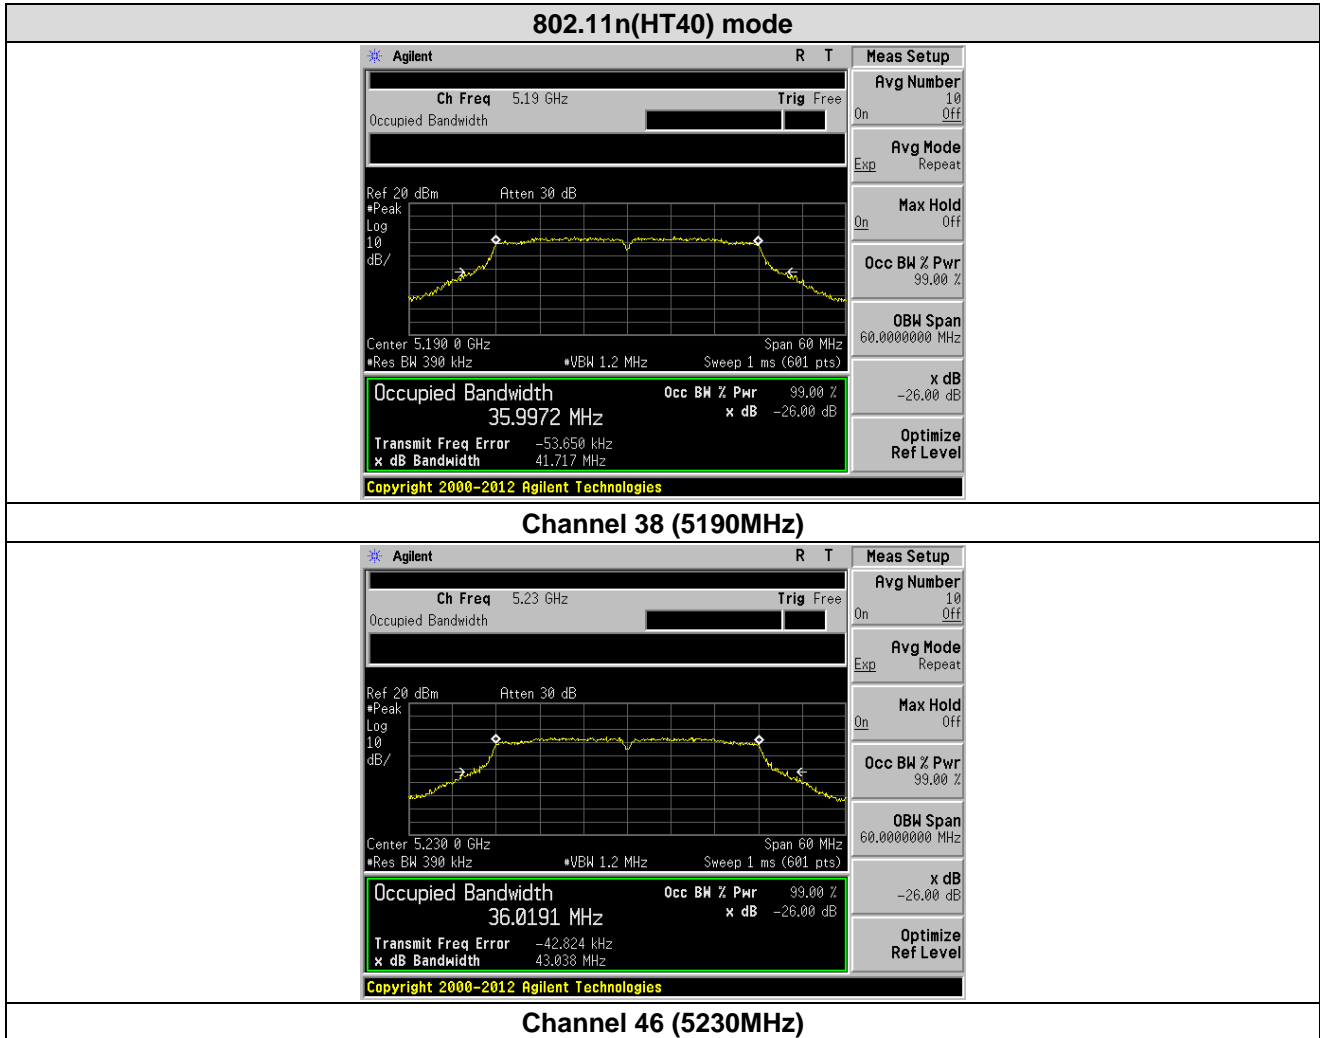 802.11n(HT40) mode
Agilent R T Meas Setup
Avg Number
10
On Off
Ch Freq 5.19 GHz Trig Free
Occupied Bandwidth
Avg Mode
Exp Repeat
Ref 20 dBm Atten 30 dB
#Peak
Log
10
dB/
Max Hold
On Off
Occ BW % Pwr
99.00 %
OBW Span
60.0000000 MHz
Center 5.190 0 GHz Span 60 MHz
#Res BW 390 kHz #VBW 1.2 MHz Sweep 1 ms (601 pts)
x dB
-26.00 dB
Occupied Bandwidth Occ BW % Pwr 99.00 %
35.9972 MHz x dB -26.00 dB
Transmit Freq Error -53.650 kHz
x dB Bandwidth 41.717 MHz
Optimize
Ref Level
Copyright 2000-2012 Agilent Technologies
Channel 38 (5190MHz)
Agilent R T Meas Setup
Avg Number
10
On Off
Ch Freq 5.23 GHz Trig Free
Occupied Bandwidth
Avg Mode
Exp Repeat
Ref 20 dBm Atten 30 dB
#Peak
Log
10
dB/
Max Hold
On Off
Occ BW % Pwr
99.00 %
OBW Span
60.0000000 MHz
Center 5.230 0 GHz Span 60 MHz
#Res BW 390 kHz #VBW 1.2 MHz Sweep 1 ms (601 pts)
x dB
-26.00 dB
Occupied Bandwidth Occ BW % Pwr 99.00 %
36.0191 MHz x dB -26.00 dB
Transmit Freq Error -42.824 kHz
x dB Bandwidth 43.038 MHz
Optimize
Ref Level
Copyright 2000-2012 Agilent Technologies
Channel 46 (5230MHz)